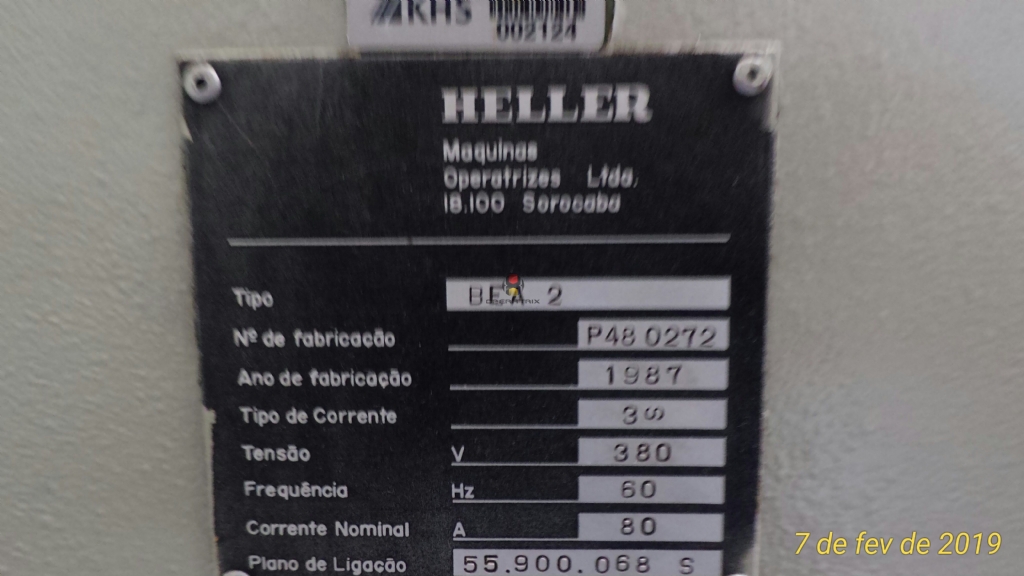 KHS
002124
HELLER
Maquinas
Operatrizes Ltda.
18.100 Sorocaba
Tipo BEA 2
Nº de fabricação P48 0272
Ano de fabricação 1987
Tipo de Corrente 3 ∽
Tensão V 380
Frequência Hz 60
Corrente Nominal A 80
Plano de Ligação 55.900.068 S
7 de fev de 2019